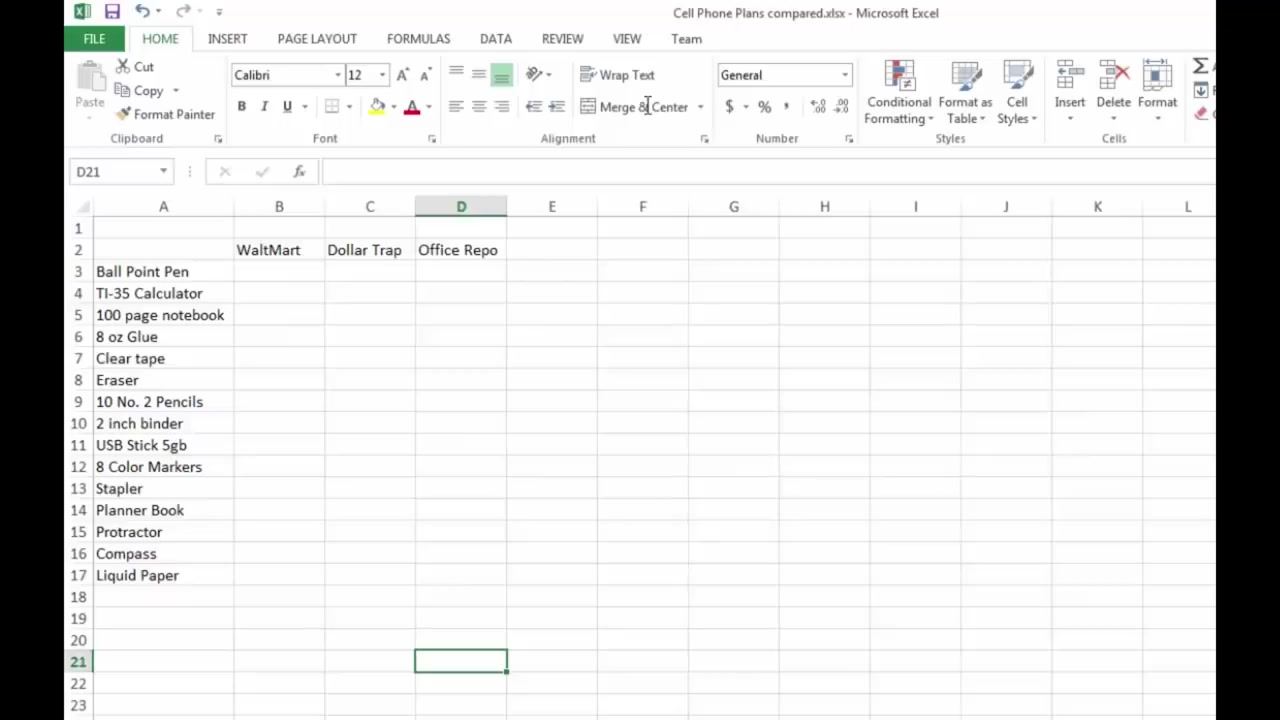 Cell Phone Plans compared.xlsx - Microsoft Excel
FILE HOME INSERT PAGE LAYOUT FORMULAS DATA REVIEW VIEW Team
Paste
Cut
Copy
Format Painter
Clipboard
Calibri 12
B I U
Font
Wrap Text
Merge & Center
Alignment
General
$ % ,
Number
Conditional Formatting
Format as Table
Cell Styles
Styles
Insert
Delete
Format
Cells
D21
fx
A B C D E F G H I J K L
1
2 WaltMart Dollar Trap Office Repo
3 Ball Point Pen
4 TI-35 Calculator
5 100 page notebook
6 8 oz Glue
7 Clear tape
8 Eraser
9 10 No. 2 Pencils
10 2 inch binder
11 USB Stick 5gb
12 8 Color Markers
13 Stapler
14 Planner Book
15 Protractor
16 Compass
17 Liquid Paper
18
19
20
21
22
23